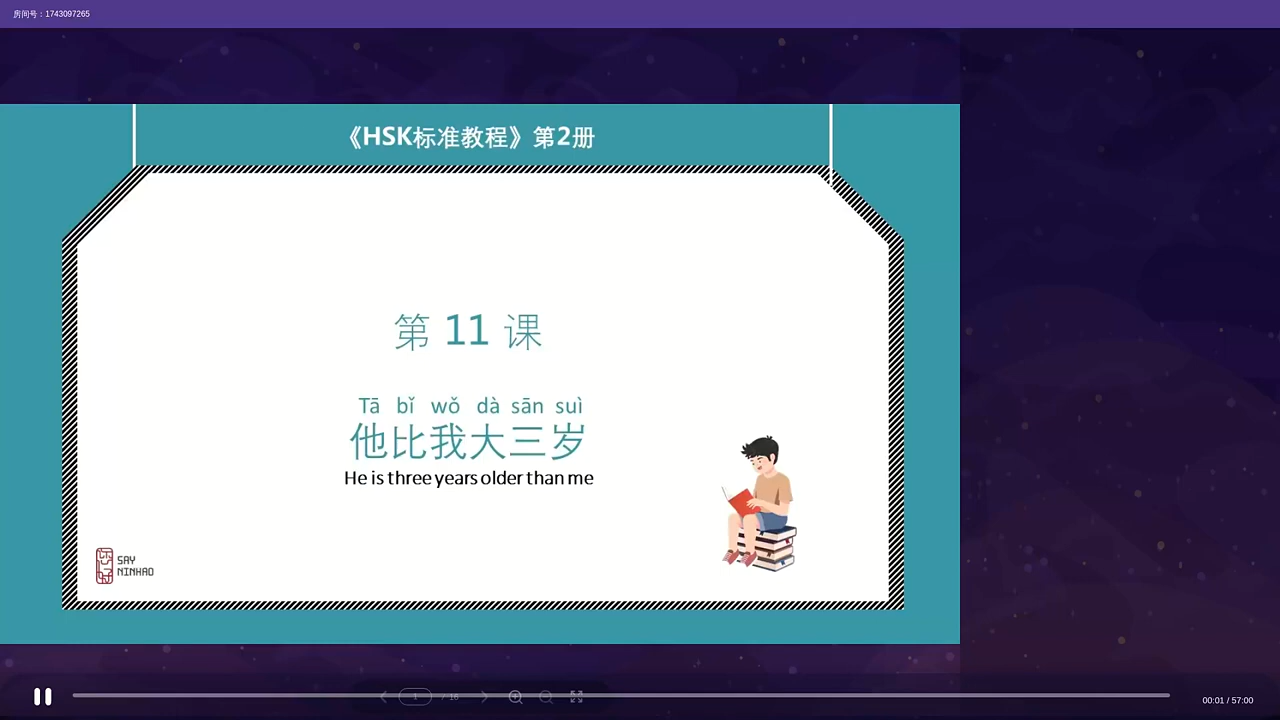 房间号：1743097265
《HSK标准教程》第2册
第 11 课
Tā bǐ wǒ dà sān suì
他比我大三岁
He is three years older than me
SAY
NINHAO
1 / 16
00:01 / 57:00